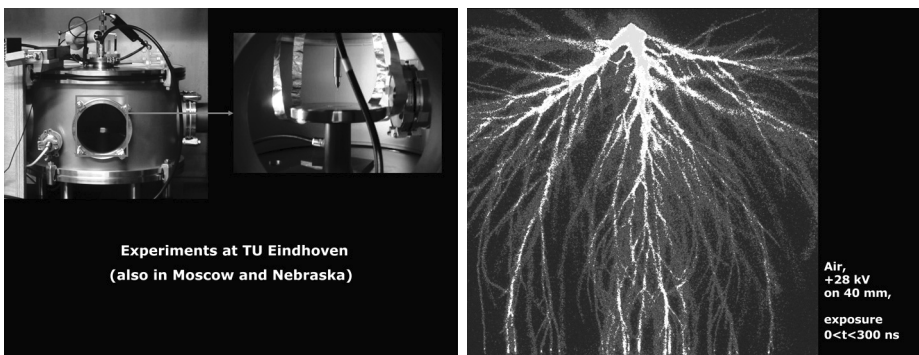 Experiments at TU Eindhoven
(also in Moscow and Nebraska)
Air,
+28 kV
on 40 mm,
exposure
0<t<300 ns